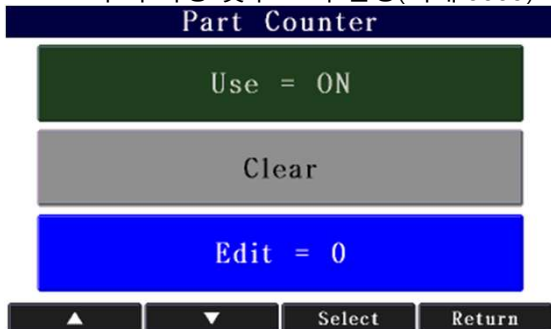 Part Counter
Use = ON
Clear
Edit = 0
▲ ▼ Select Return